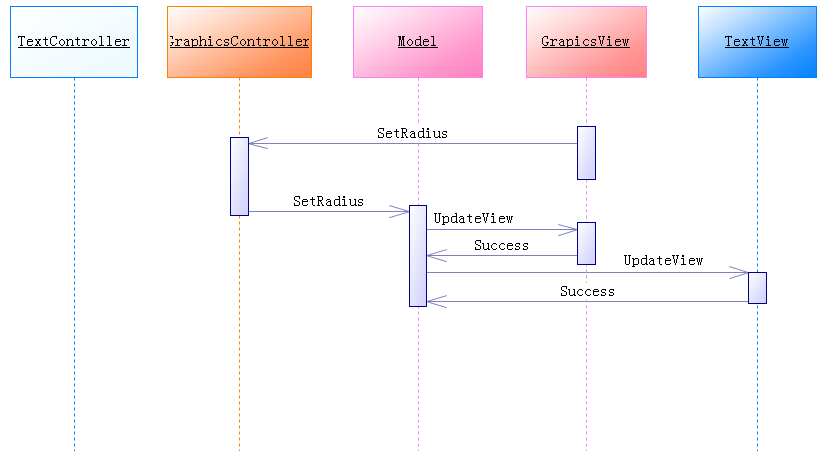 TextController
GraphicsController
Model
GrapicsView
TextView
SetRadius
SetRadius
UpdateView
Success
UpdateView
Success